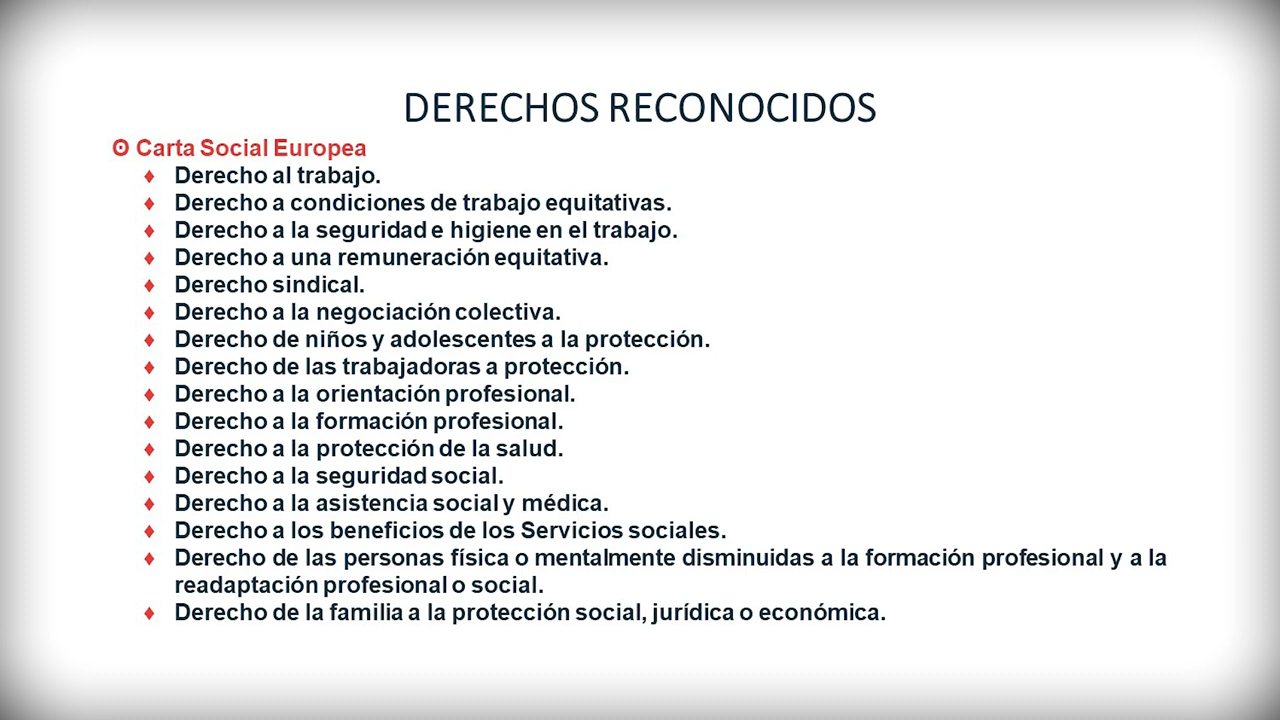 DERECHOS RECONOCIDOS
ʘ Carta Social Europea
♦ Derecho al trabajo.
♦ Derecho a condiciones de trabajo equitativas.
♦ Derecho a la seguridad e higiene en el trabajo.
♦ Derecho a una remuneración equitativa.
♦ Derecho sindical.
♦ Derecho a la negociación colectiva.
♦ Derecho de niños y adolescentes a la protección.
♦ Derecho de las trabajadoras a protección.
♦ Derecho a la orientación profesional.
♦ Derecho a la formación profesional.
♦ Derecho a la protección de la salud.
♦ Derecho a la seguridad social.
♦ Derecho a la asistencia social y médica.
♦ Derecho a los beneficios de los Servicios sociales.
♦ Derecho de las personas física o mentalmente disminuidas a la formación profesional y a la
readaptación profesional o social.
♦ Derecho de la familia a la protección social, jurídica o económica.